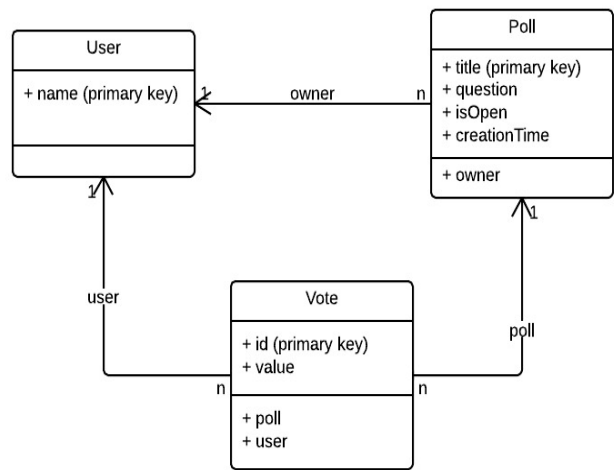 User
+ name (primary key)
Poll
+ title (primary key)
+ question
+ isOpen
+ creationTime
+ owner
1
owner
n
1
user
n
1
poll
n
Vote
+ id (primary key)
+ value
+ poll
+ user